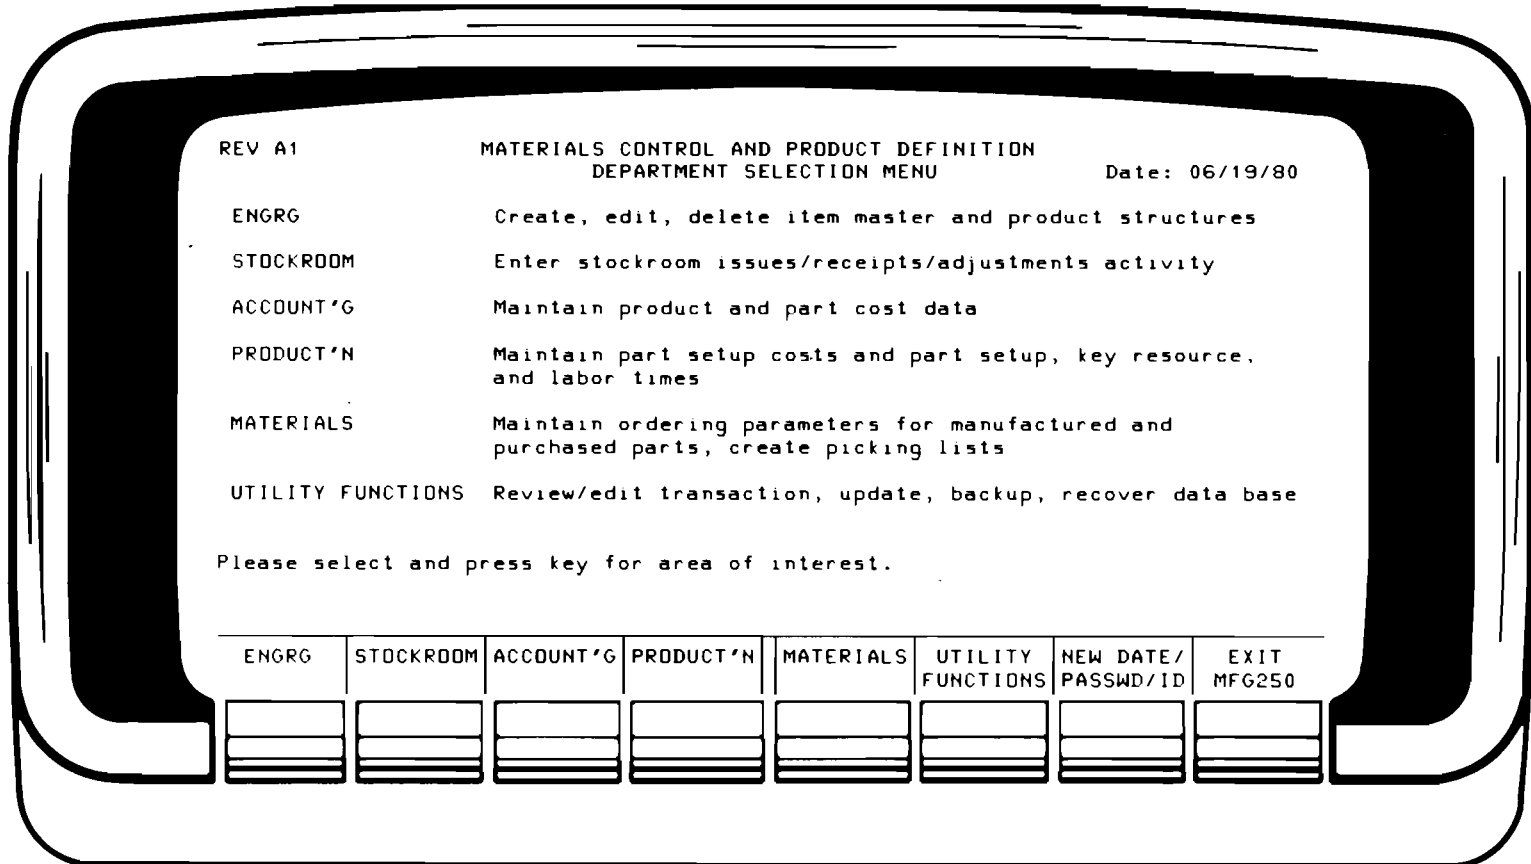 REV A1 MATERIALS CONTROL AND PRODUCT DEFINITION
DEPARTMENT SELECTION MENU Date: 06/19/80
ENGRG Create, edit, delete item master and product structures
STOCKROOM Enter stockroom issues/receipts/adjustments activity
ACCOUNT'G Maintain product and part cost data
PRODUCT'N Maintain part setup costs and part setup, key resource,
and labor times
MATERIALS Maintain ordering parameters for manufactured and
purchased parts, create picking lists
UTILITY FUNCTIONS Review/edit transaction, update, backup, recover data base
Please select and press key for area of interest.
ENGRG STOCKROOM ACCOUNT'G PRODUCT'N MATERIALS UTILITY NEW DATE/ EXIT
FUNCTIONS PASSWD/ID MFG250